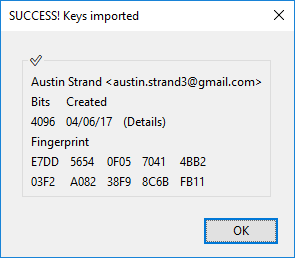 SUCCESS! Keys imported
Austin Strand <austin.strand3@gmail.com>
Bits Created
4096 04/06/17 (Details)
Fingerprint
E7DD 5654 0F05 7041 4BB2
03F2 A082 38F9 8C6B FB11
OK